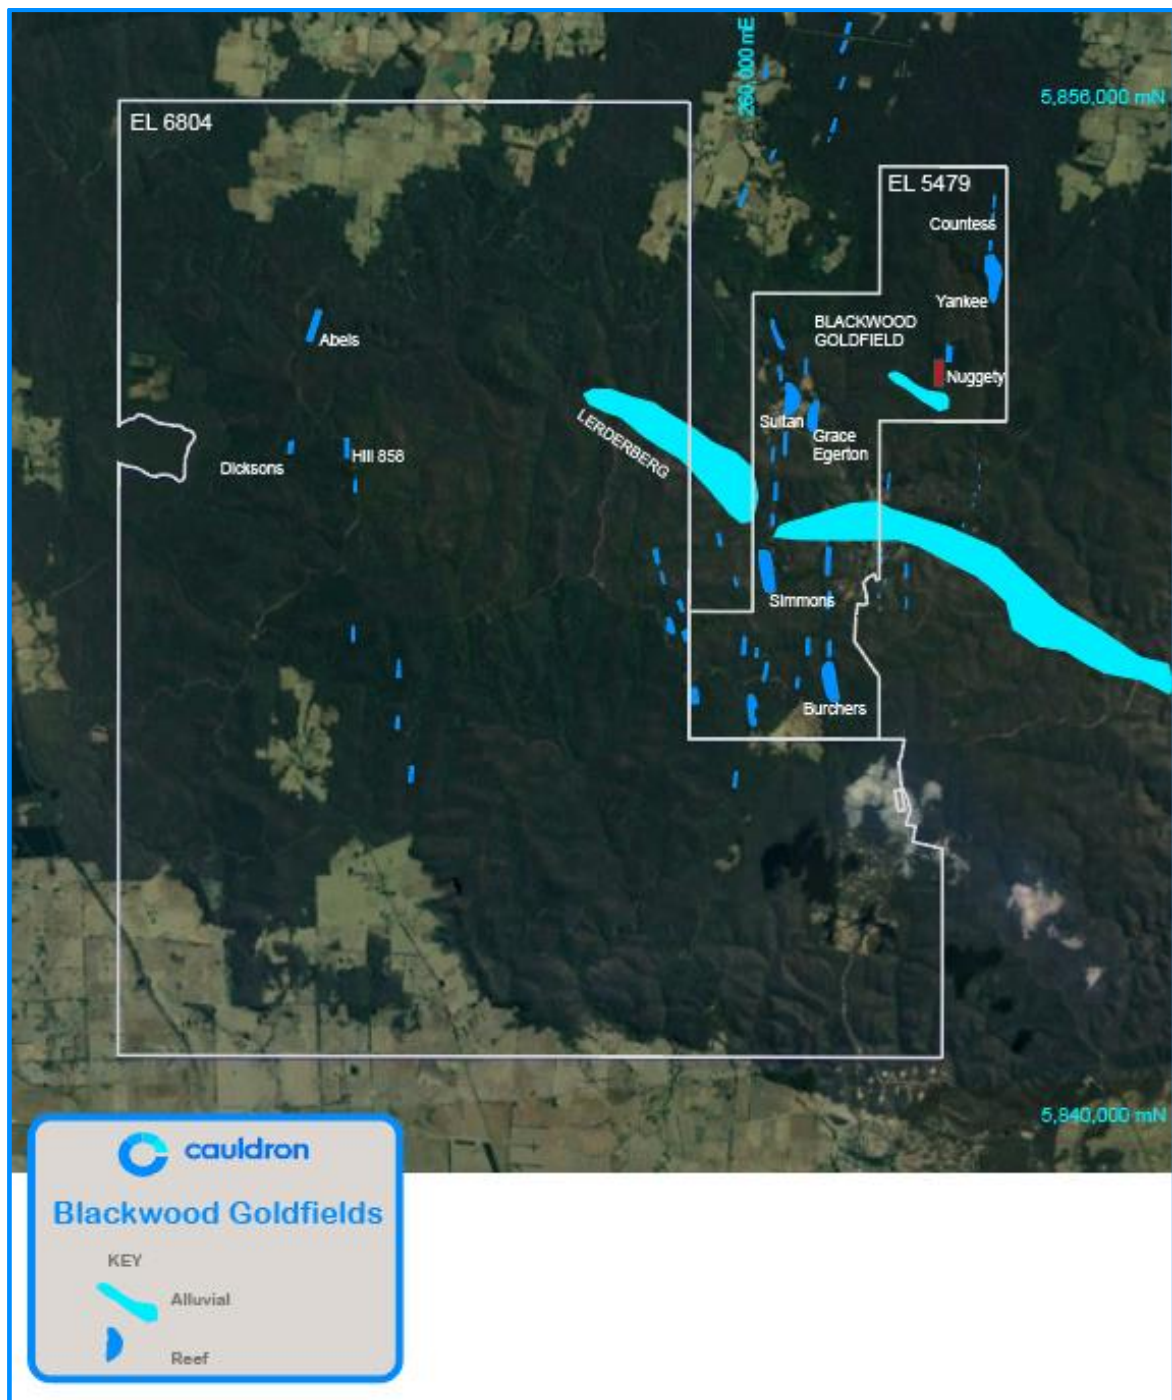 260,000 mE
5,856,000 mN
EL 6804
EL 5479
Countess
Yankee
BLACKWOOD
GOLDFIELD
Abels
Nuggety
LERDERBERG
Sultan
Grace
Egerton
Dicksons
Hill 858
Simmons
Burchers
5,840,000 mN
cauldron
Blackwood Goldfields
KEY
Alluvial
Reef